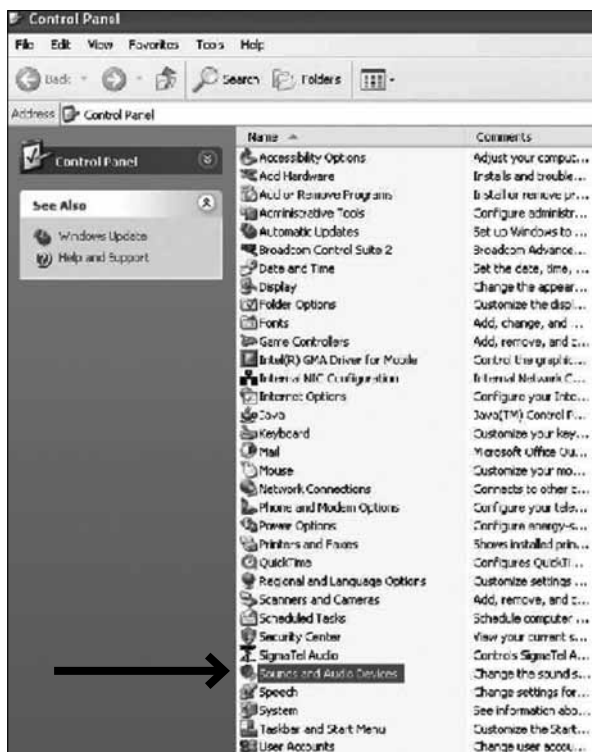 Control Panel
File Edit View Favorites Tools Help
Back Search Folders
Address Control Panel
Control Panel
See Also
Windows Update
Help and Support
Name Comments
Accessibility Options Adjust your comput...
Add Hardware Installs and trouble...
Add or Remove Programs Install or remove pr...
Administrative Tools Configure administr...
Automatic Updates Set up Windows to ...
Broadcom Control Suite 2 Broadcom Advance...
Date and Time Set the date, time, ...
Display Change the appear...
Folder Options Customize the displ...
Fonts Add, change, and ...
Game Controllers Add, remove, and c...
Intel(R) GMA Driver for Mobile Control the graphic...
Internal NIC Configuration Internal Network C...
Internet Options Configure your Inte...
Java Java(TM) Control P...
Keyboard Customize your key...
Mail Microsoft Office Ou...
Mouse Customize your mo...
Network Connections Connects to other c...
Phone and Modem Options Configure your tele...
Power Options Configure energy-s...
Printers and Faxes Shows installed prin...
QuickTime Configures QuickTi...
Regional and Language Options Customize settings ...
Scanners and Cameras Add, remove, and c...
Scheduled Tasks Schedule computer ...
Security Center View your current s...
SigmaTel Audio Controls SigmaTel A...
Sounds and Audio Devices Change the sound s...
Speech Change settings for...
System See information abo...
Taskbar and Start Menu Customize the Start...
User Accounts Change user accou...